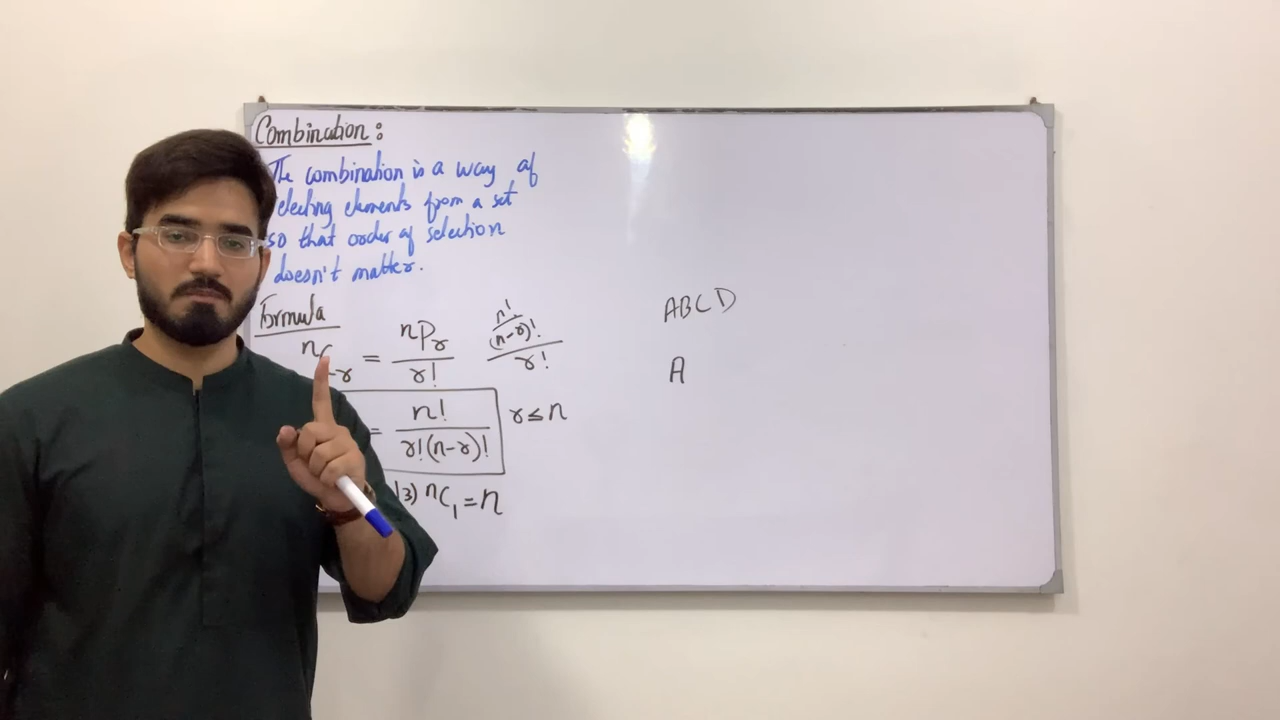 Combination:
The combination is a way of
electing elements from a set
so that order of selection
doesn't matter.
Formula
nC r = nPr / r! n!/(n-r)! / r!
= n! / r!(n-r)! r≤n
3) nC1 = n
ABCD
A